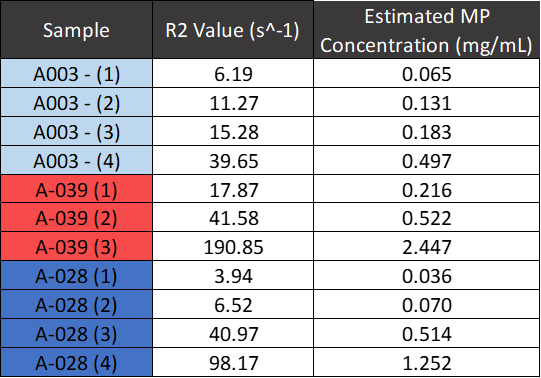 Sample R2 Value (s^-1) Estimated MP
Concentration (mg/mL)
A003 - (1) 6.19 0.065
A003 - (2) 11.27 0.131
A003 - (3) 15.28 0.183
A003 - (4) 39.65 0.497
A-039 (1) 17.87 0.216
A-039 (2) 41.58 0.522
A-039 (3) 190.85 2.447
A-028 (1) 3.94 0.036
A-028 (2) 6.52 0.070
A-028 (3) 40.97 0.514
A-028 (4) 98.17 1.252